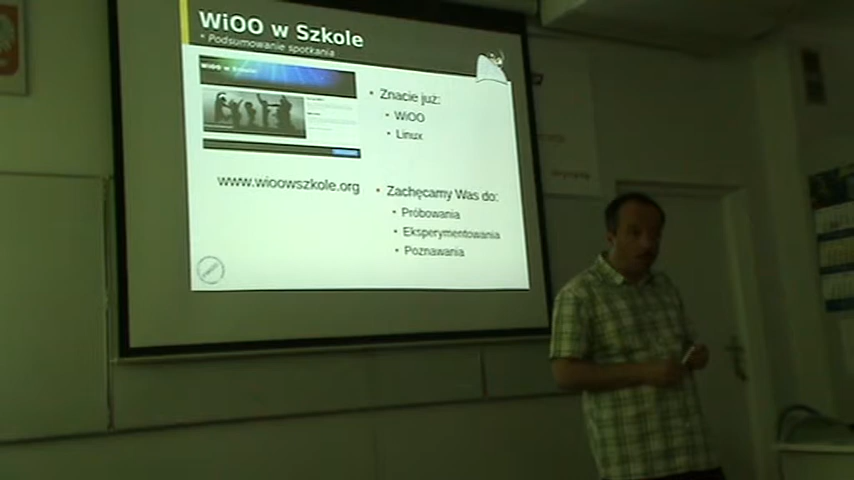 WiOO w Szkole
* Podsumowanie spotkania
WiOO w Szkole
• Znacie już:
• WiOO
• Linux
www.wioowszkole.org
• Zachęcamy Was do:
• Próbowania
• Eksperymentowania
• Poznawania